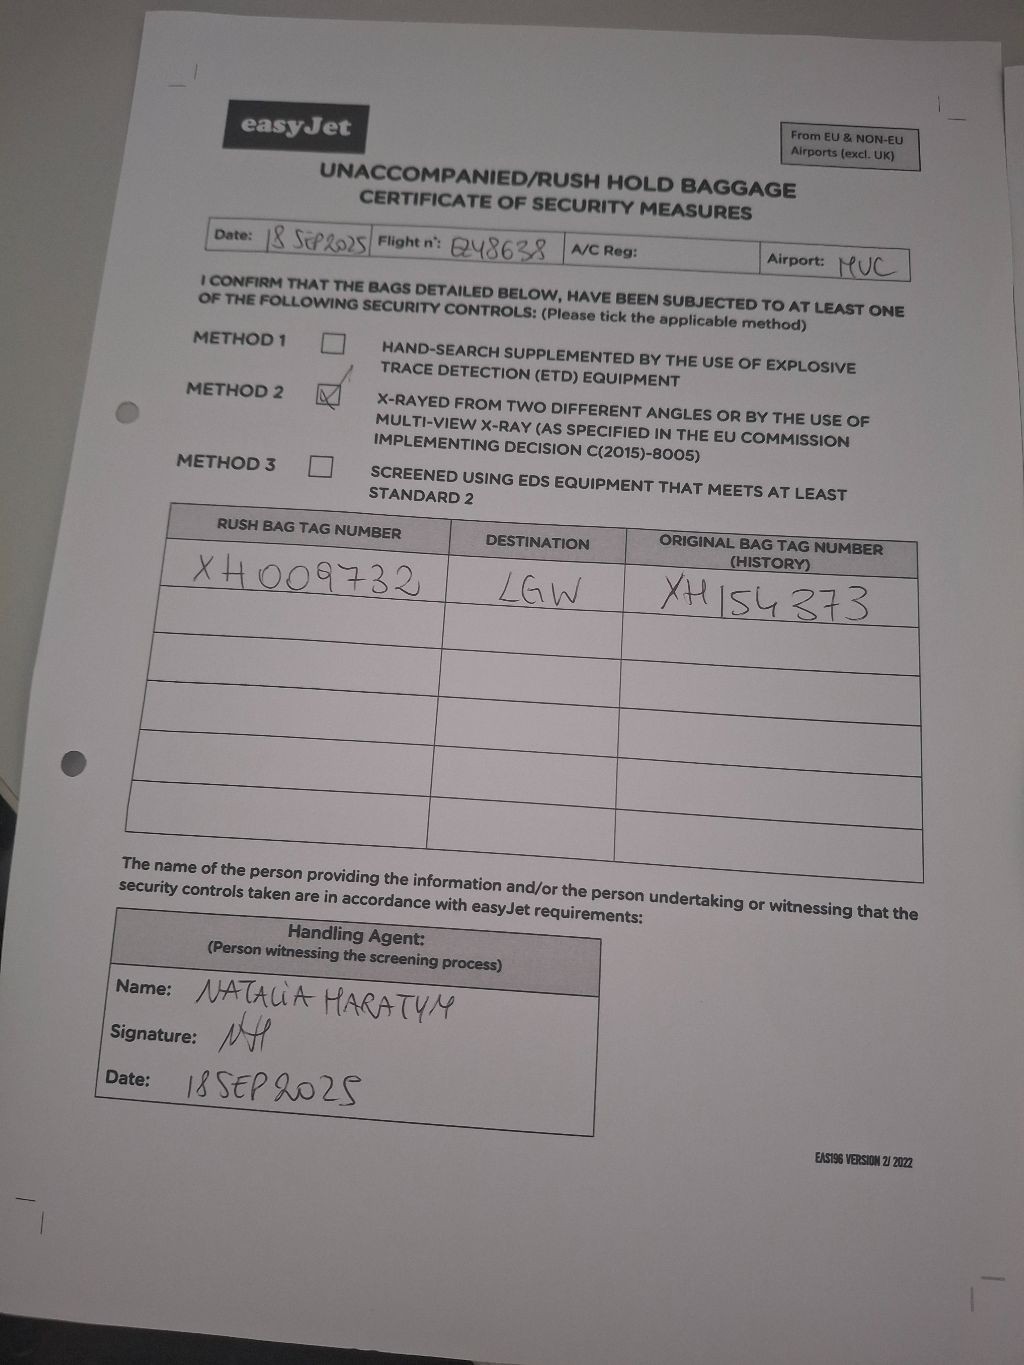 easyJet
From EU & NON-EU
Airports (excl. UK)
UNACCOMPANIED/RUSH HOLD BAGGAGE
CERTIFICATE OF SECURITY MEASURES
Date: 18 SEP 2025 Flight n°: EZY8638 A/C Reg: Airport: MUC
I CONFIRM THAT THE BAGS DETAILED BELOW, HAVE BEEN SUBJECTED TO AT LEAST ONE
OF THE FOLLOWING SECURITY CONTROLS: (Please tick the applicable method)
METHOD 1 HAND-SEARCH SUPPLEMENTED BY THE USE OF EXPLOSIVE
TRACE DETECTION (ETD) EQUIPMENT
METHOD 2 X-RAYED FROM TWO DIFFERENT ANGLES OR BY THE USE OF
MULTI-VIEW X-RAY (AS SPECIFIED IN THE EU COMMISSION
IMPLEMENTING DECISION C(2015)-8005)
METHOD 3 SCREENED USING EDS EQUIPMENT THAT MEETS AT LEAST
STANDARD 2
RUSH BAG TAG NUMBER DESTINATION ORIGINAL BAG TAG NUMBER
(HISTORY)
XH009732 LGW XH154373
The name of the person providing the information and/or the person undertaking or witnessing that the
security controls taken are in accordance with easyJet requirements:
Handling Agent:
(Person witnessing the screening process)
Name: NATALIA MARATYM
Signature:
Date: 18 SEP 2025
EAS196 VERSION 2/ 2022